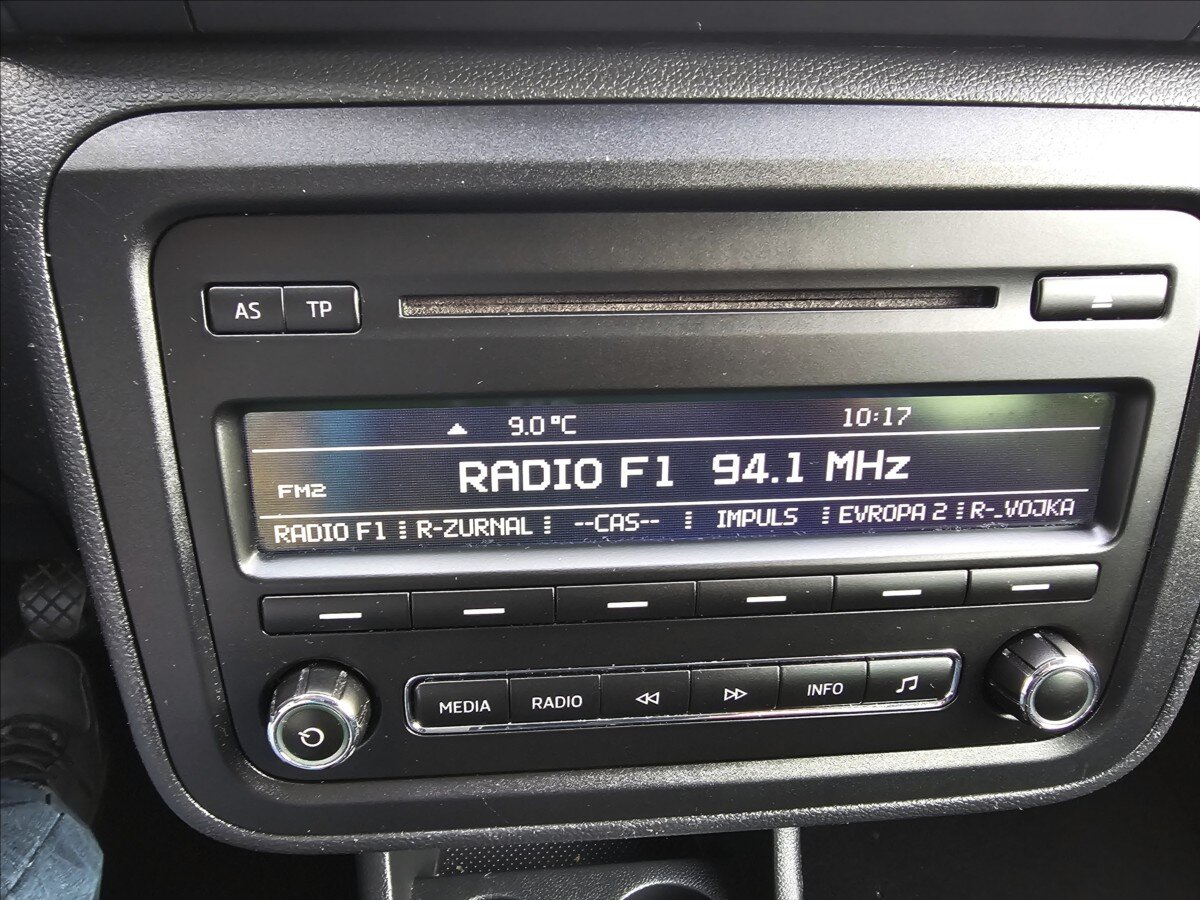 AS TP
9.0°C 10:17
RADIO F1 94.1 MHz
FM2
RADIO F1 R-ZURNAL --CAS-- IMPULS EVROPA 2 R-_VOJKA
MEDIA RADIO INFO